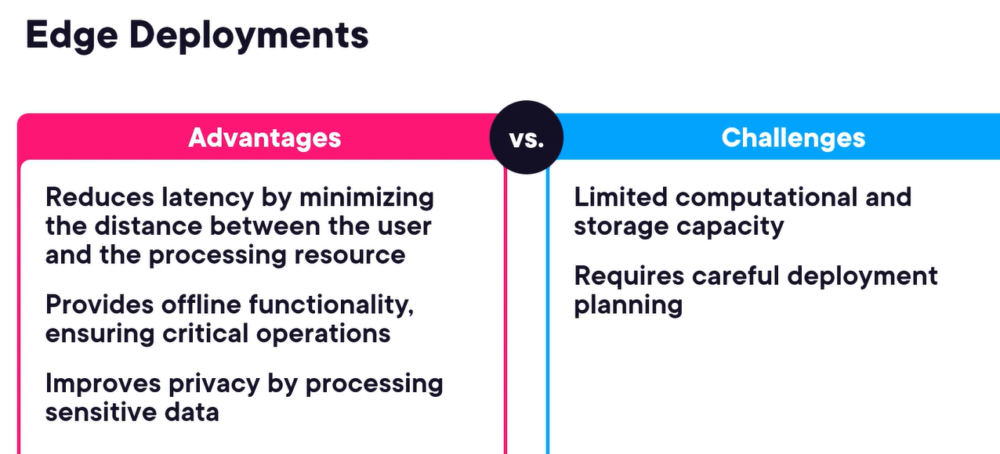 Edge Deployments
Advantages
vs.
Challenges
Reduces latency by minimizing
the distance between the user
and the processing resource
Provides offline functionality,
ensuring critical operations
Improves privacy by processing
sensitive data
Limited computational and
storage capacity
Requires careful deployment
planning